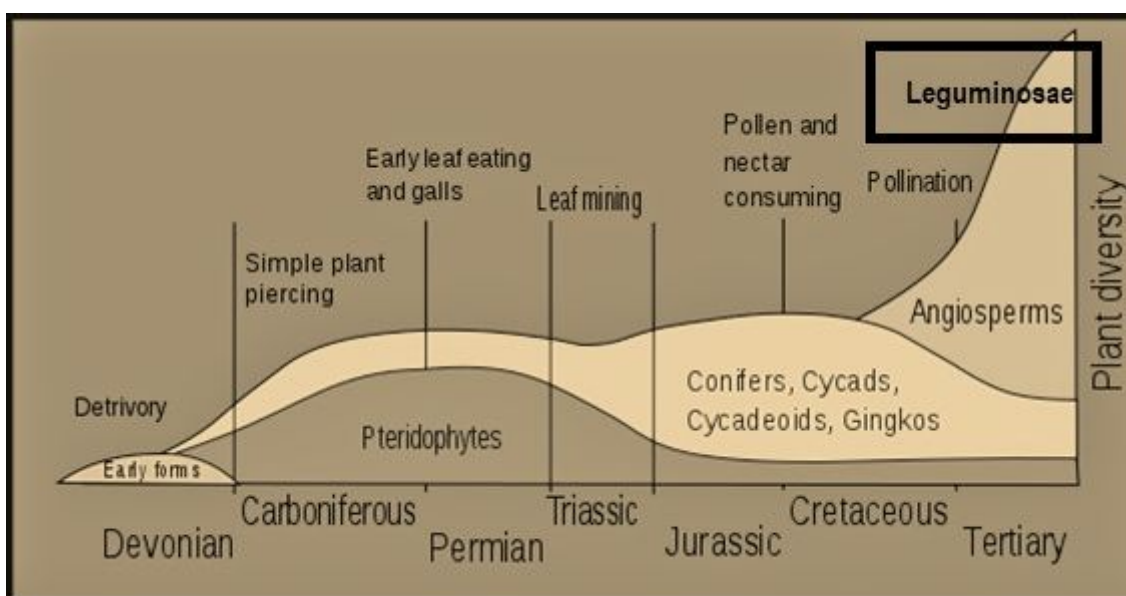 Leguminosae
Pollen and
nectar
consuming
Early leaf eating
and galls
Leaf mining
Pollination
Simple plant
piercing
Plant diversity
Angiosperms
Detrivory
Conifers, Cycads,
Cycadeoids, Gingkos
Pteridophytes
Early forms
Carboniferous
Triassic
Cretaceous
Devonian
Permian
Jurassic
Tertiary